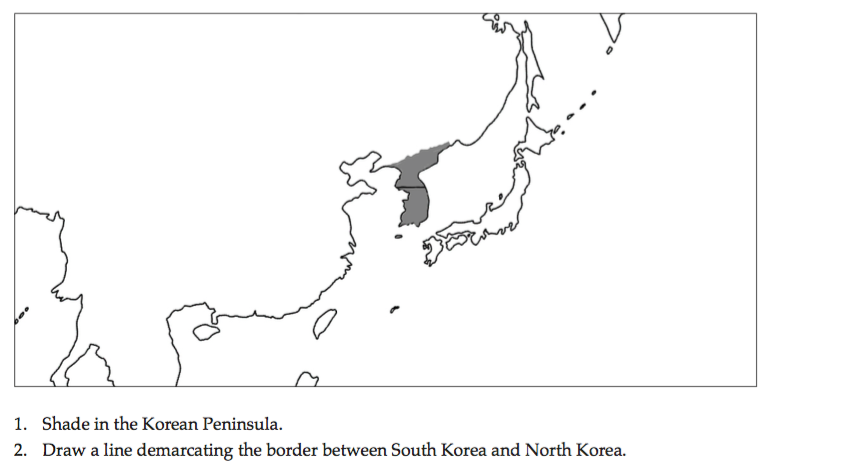 1. Shade in the Korean Peninsula.
2. Draw a line demarcating the border between South Korea and North Korea.